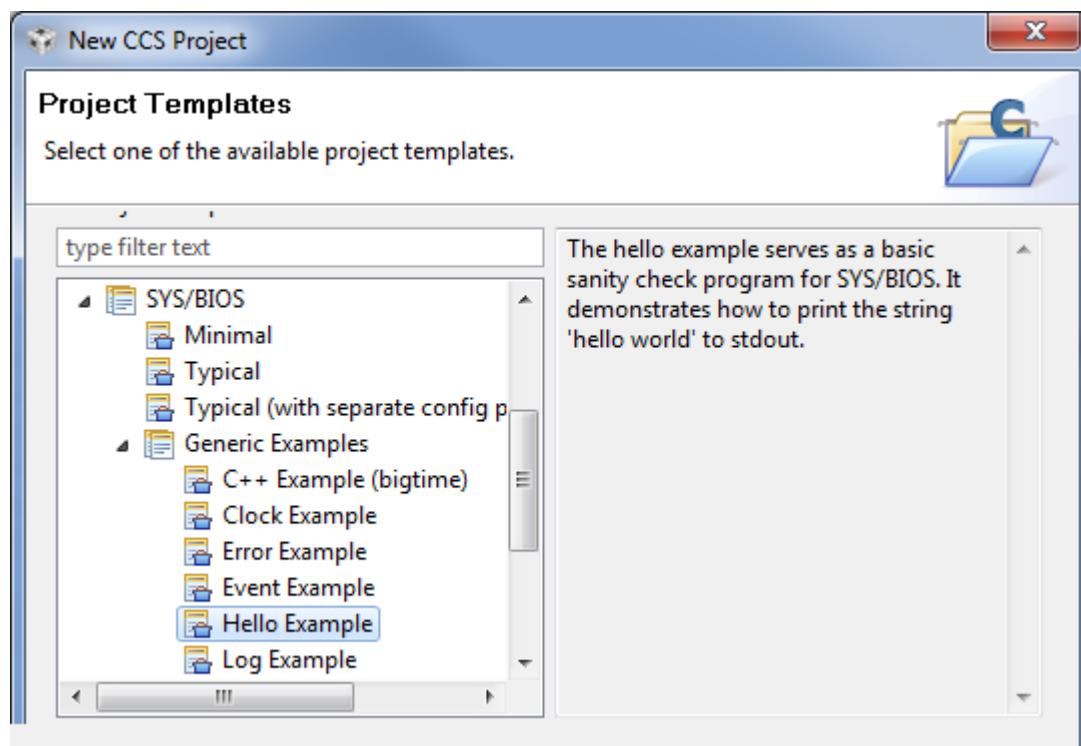 New CCS Project
Project Templates
Select one of the available project templates.
type filter text
SYS/BIOS
Minimal
Typical
Typical (with separate config p
Generic Examples
C++ Example (bigtime)
Clock Example
Error Example
Event Example
Hello Example
Log Example
The hello example serves as a basic
sanity check program for SYS/BIOS. It
demonstrates how to print the string
'hello world' to stdout.